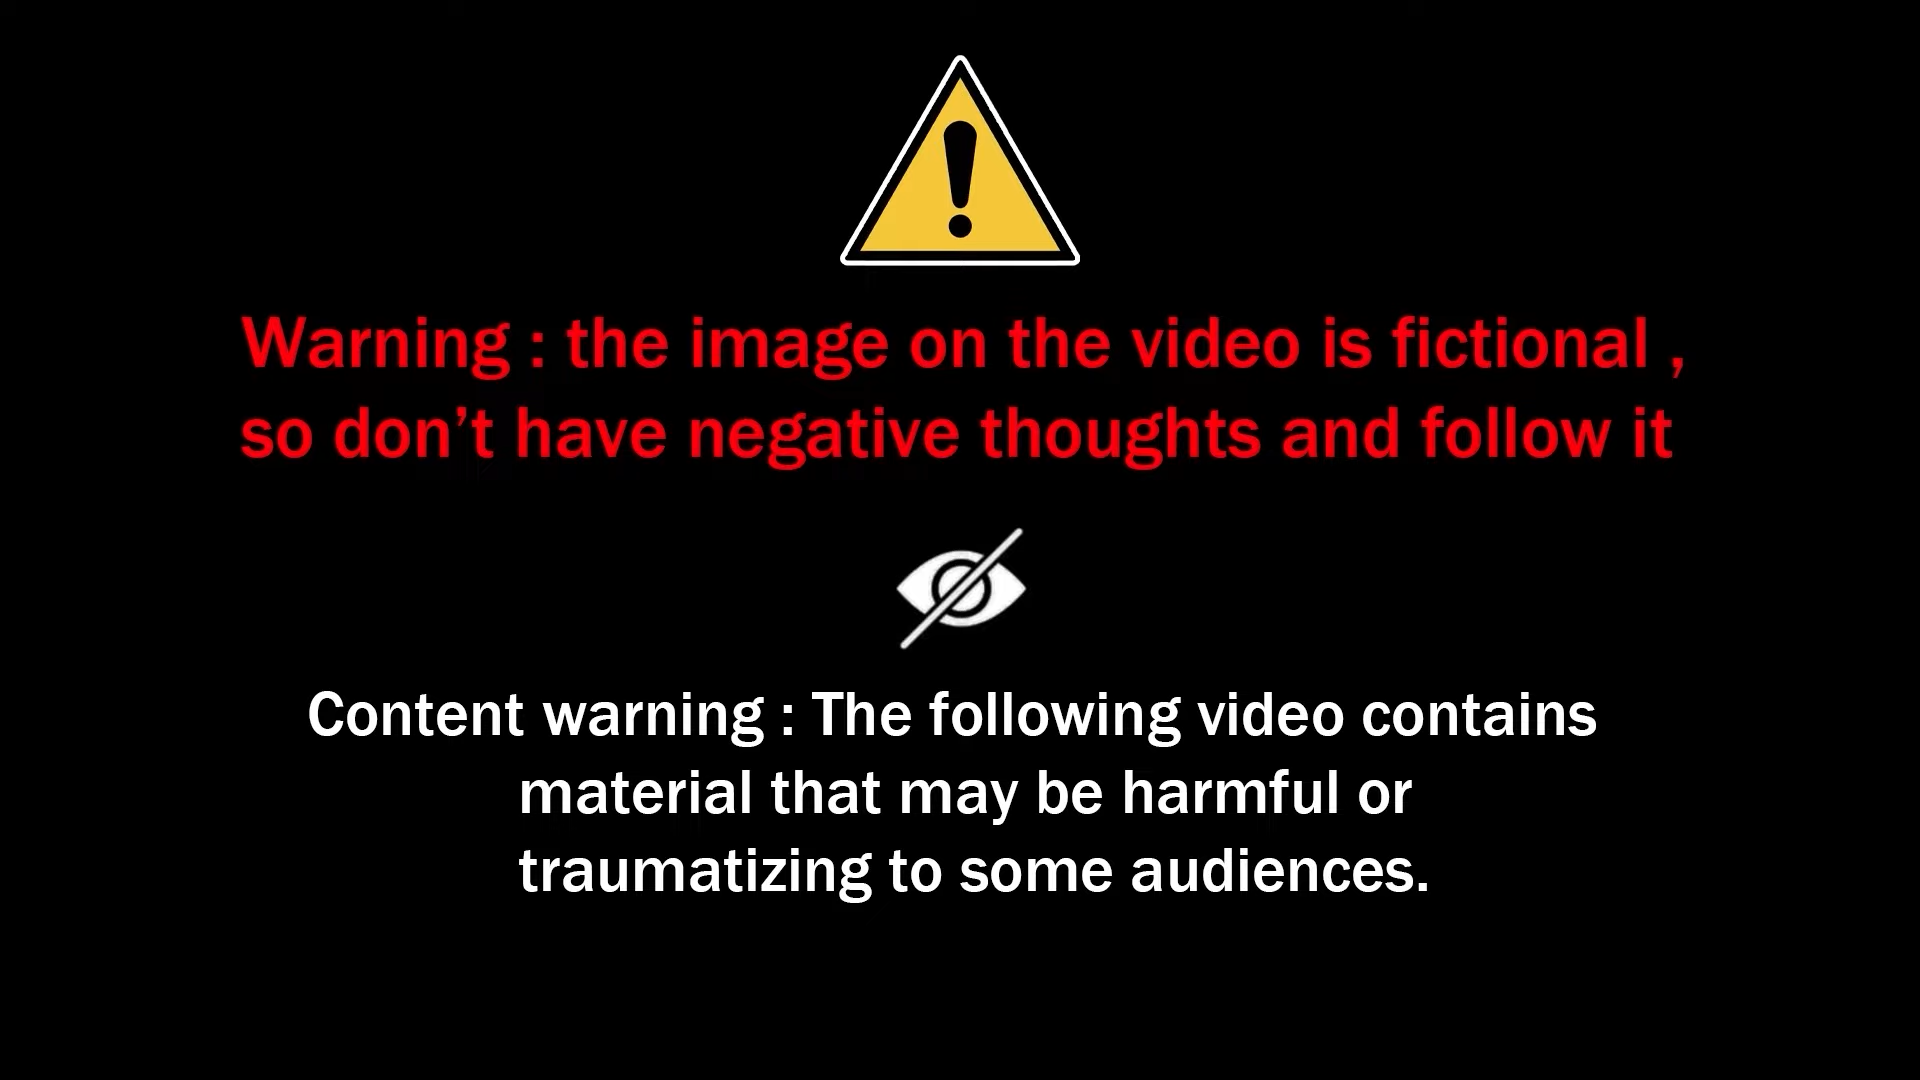 Warning : the image on the video is fictional ,
so don’t have negative thoughts and follow it
Content warning : The following video contains
material that may be harmful or
traumatizing to some audiences.